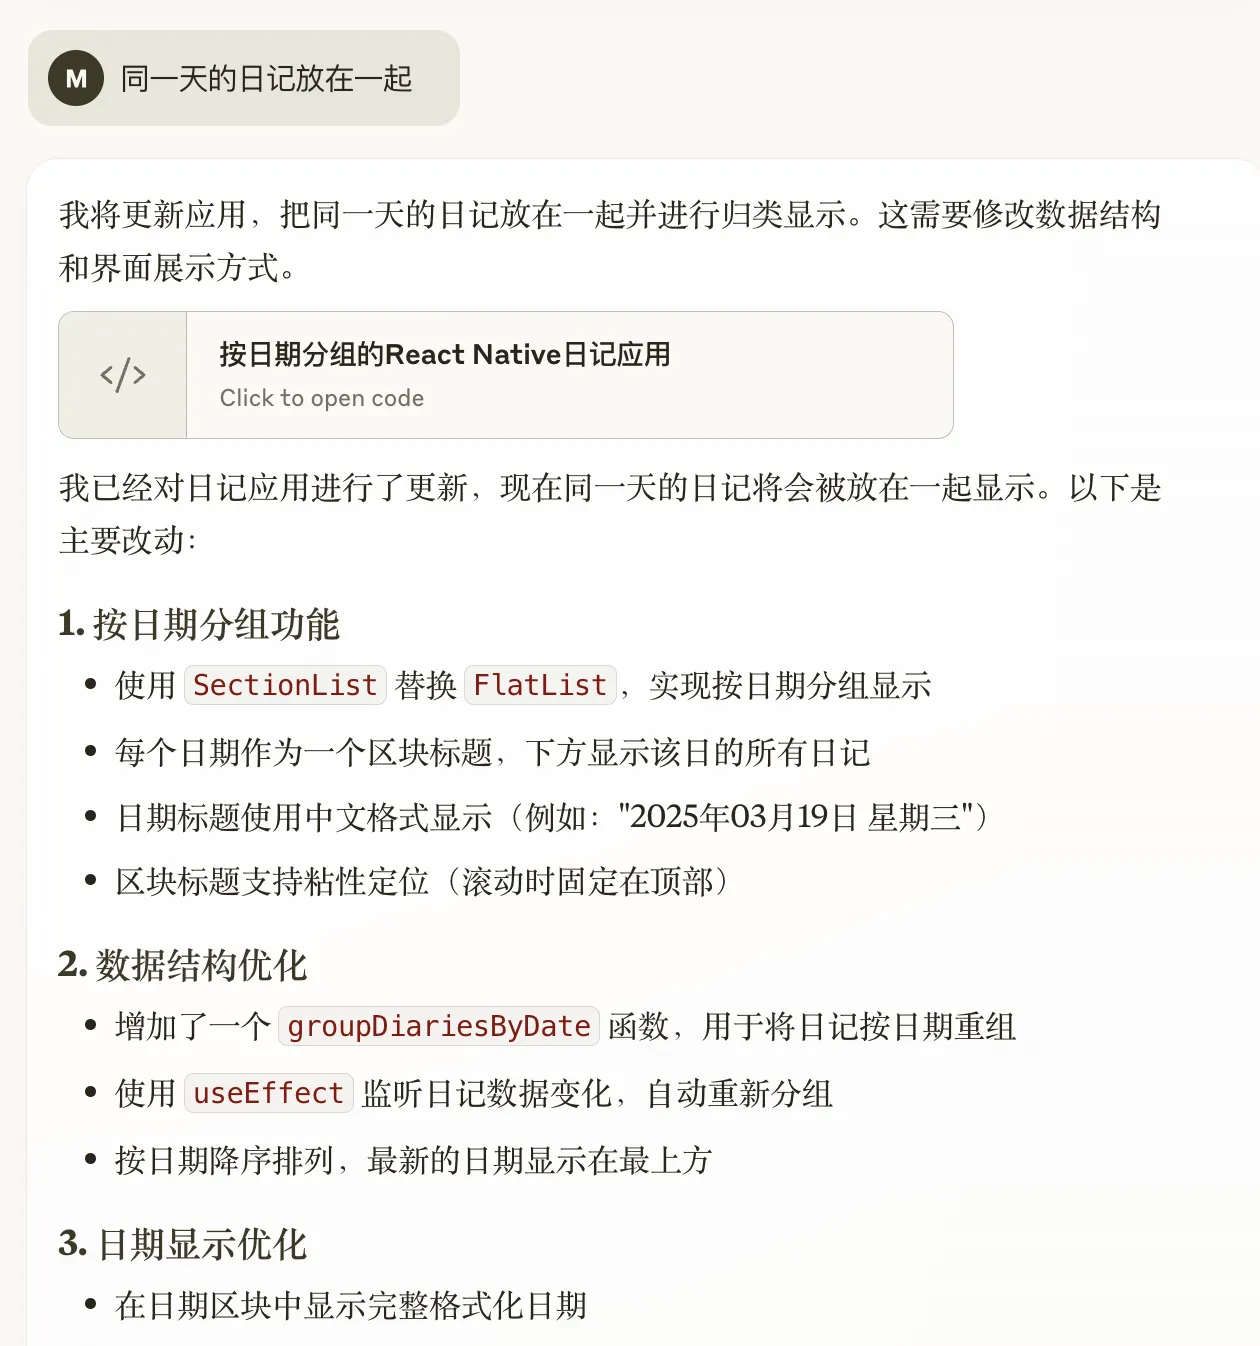 M 同一天的日记放在一起
我将更新应用，把同一天的日记放在一起并进行归类显示。这需要修改数据结构
和界面展示方式。
</>
按日期分组的React Native日记应用
Click to open code
我已经对日记应用进行了更新，现在同一天的日记将会被放在一起显示。以下是
主要改动：
1. 按日期分组功能
• 使用 SectionList 替换 FlatList，实现按日期分组显示
• 每个日期作为一个区块标题，下方显示该日的所有日记
• 日期标题使用中文格式显示（例如："2025年03月19日 星期三"）
• 区块标题支持粘性定位（滚动时固定在顶部）
2. 数据结构优化
• 增加了一个 groupDiariesByDate 函数，用于将日记按日期重组
• 使用 useEffect 监听日记数据变化，自动重新分组
• 按日期降序排列，最新的日期显示在最上方
3. 日期显示优化
• 在日期区块中显示完整格式化日期